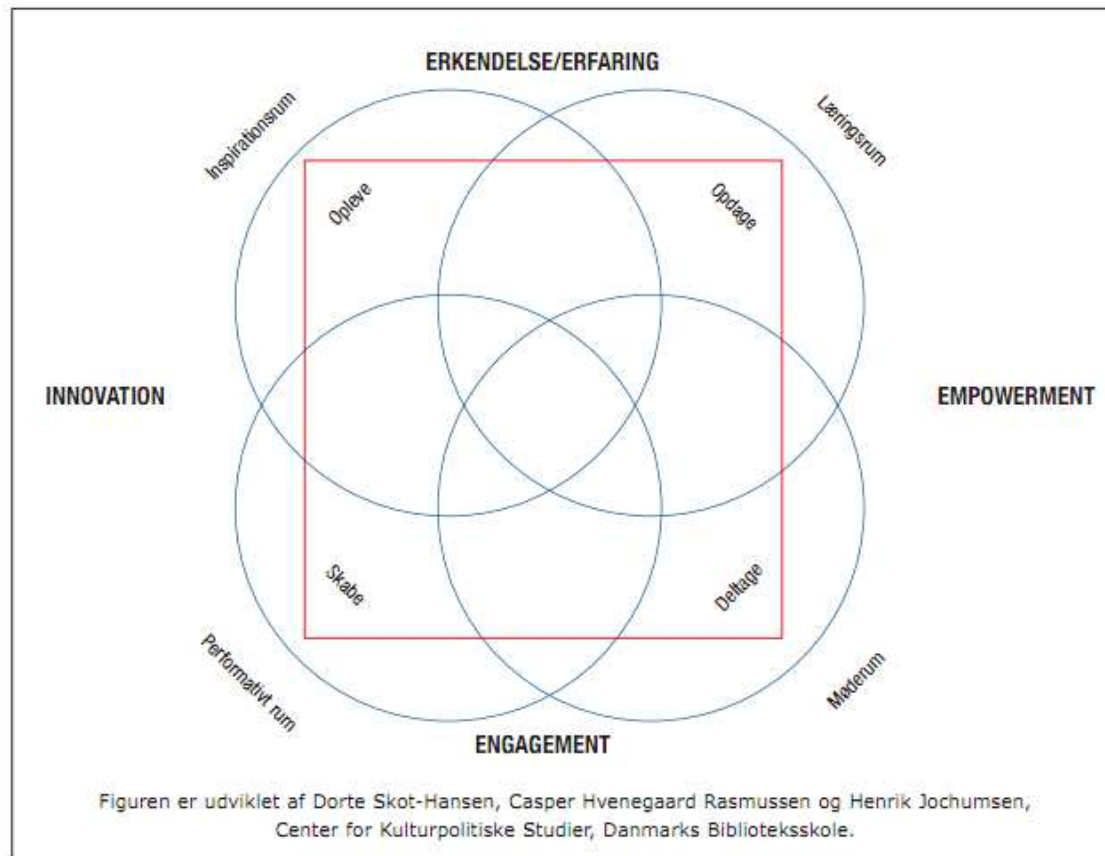 ERKENDELSE/ERFARING
Inspirationsrum
Læringsrum
Opleve
Opdage
INNOVATION
EMPOWERMENT
Skabe
Deltage
Performativt rum
Møderum
ENGAGEMENT
Figuren er udviklet af Dorte Skot-Hansen, Casper Hvenegaard Rasmussen og Henrik Jochumsen,
Center for Kulturpolitiske Studier, Danmarks Biblioteksskole.